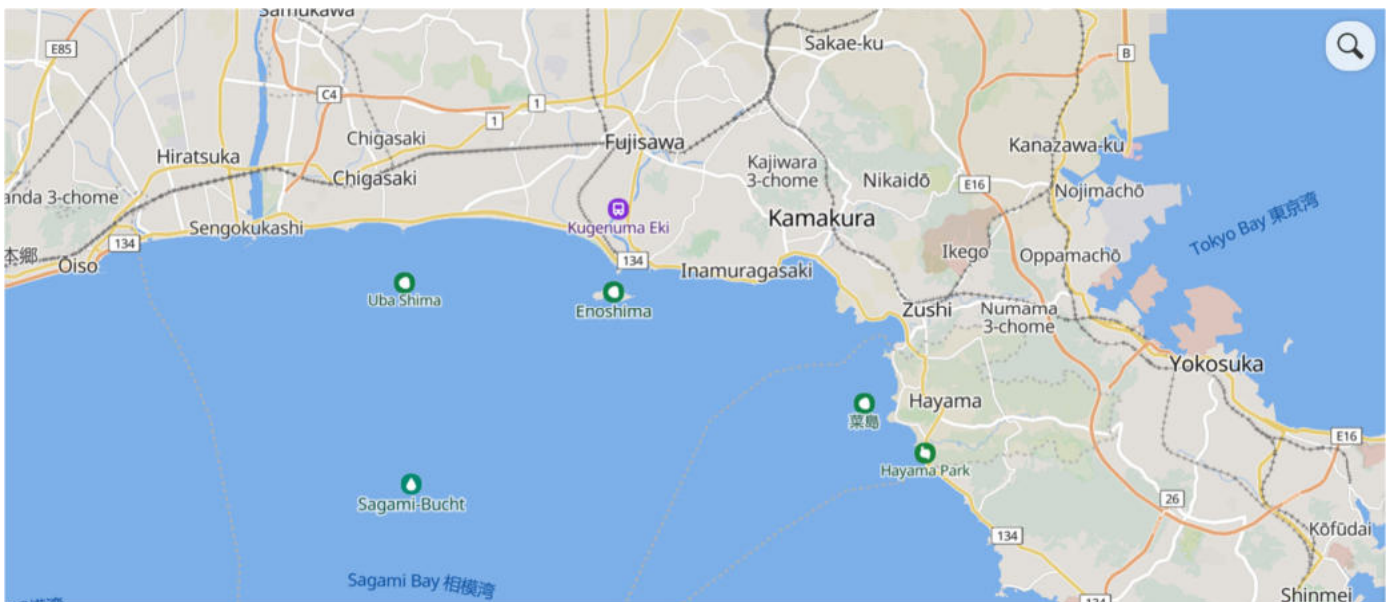 Samukawa
Sakae-ku
E85
B
C4
1
1
Chigasaki
Fujisawa
Kanazawa-ku
Hiratsuka
Kajiwara
3-chome
Nikaidō
E16
Nojimachō
Chigasaki
anda 3-chome
Kamakura
Kugenuma Eki
Sengokukashi
Tokyo Bay 東京湾
134
本郷
Oiso
134
Inamuragasaki
Ikego
Oppamachō
Uba Shima
Enoshima
Zushi
Numama
3-chome
Yokosuka
Hayama
菜島
E16
Hayama Park
Sagami-Bucht
26
134
Kōfūdai
Sagami Bay 相模湾
Shinmei
134